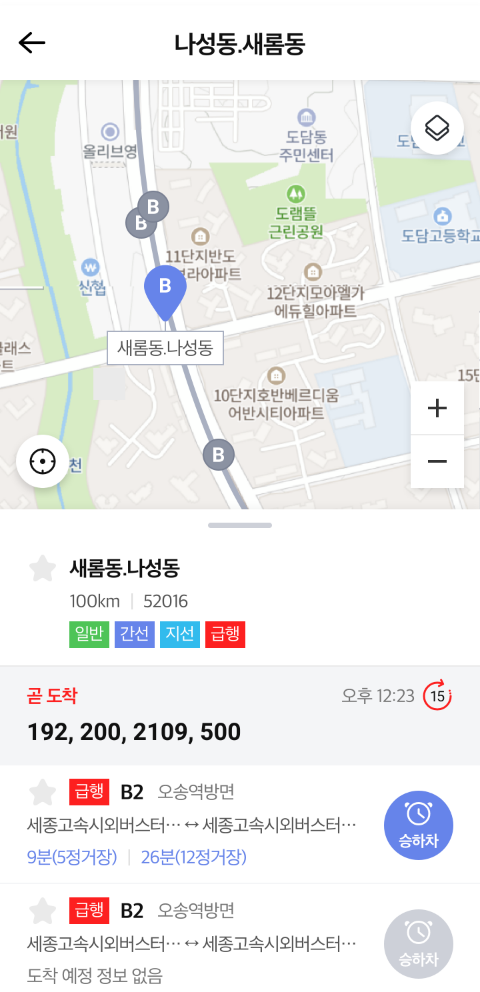 나성동.새롬동
올리브영
도담동
주민센터
도램뜰
근린공원
도담고등학교
11단지반도
라아파트
신협
12단지모아엘가
에듀힐아파트
B
B
B
새롬동.나성동
10단지호반베르디움
어반시티아파트
15단
B
천
+
−
새롬동.나성동
100km | 52016
일반 간선 지선 급행
곧 도착 오후 12:23 15
192, 200, 2109, 500
급행 B2 오송역방면
세종고속시외버스터… ↔ 세종고속시외버스터…
승하차
9분(5정거장) | 26분(12정거장)
급행 B2 오송역방면
세종고속시외버스터… ↔ 세종고속시외버스터…
승하차
도착 예정 정보 없음